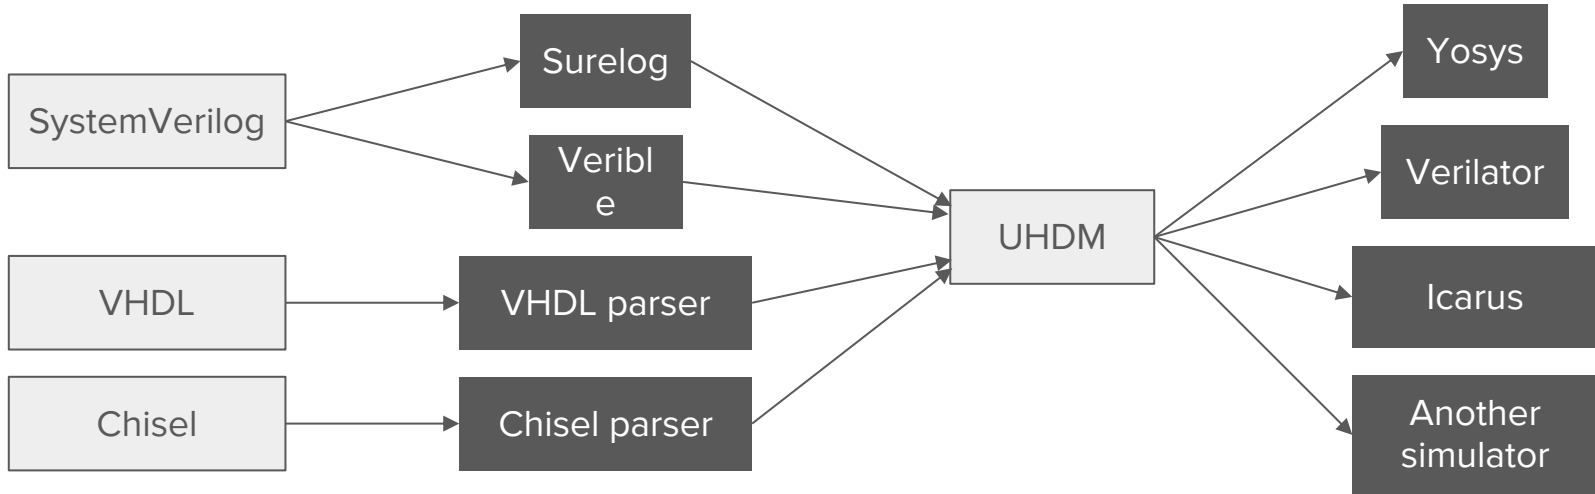 SystemVerilog
Surelog
Veribl
e
VHDL
VHDL parser
Chisel
Chisel parser
UHDM
Yosys
Verilator
Icarus
Another
simulator